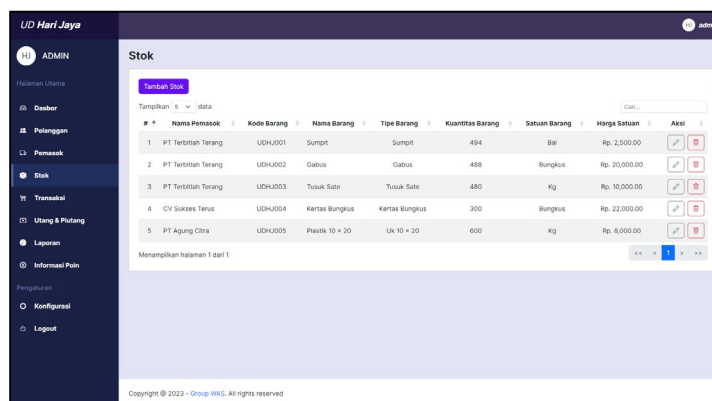 UD Hari Jaya
HJ adm
HJ ADMIN
Halaman Utama
Dasbor
Pelanggan
Pemasok
Stok
Transaksi
Utang & Piutang
Laporan
Informasi Poin
Pengaturan
Konfigurasi
Logout
Stok
Tambah Stok
Tampilkan 5 data
Cari...
# Nama Pemasok Kode Barang Nama Barang Tipe Barang Kuantitas Barang Satuan Barang Harga Satuan Aksi
1 PT Terbitlah Terang UDHJ001 Sumpit Sumpit 494 Bal Rp. 2,500.00
2 PT Terbitlah Terang UDHJ002 Gabus Gabus 488 Bungkus Rp. 20,000.00
3 PT Terbitlah Terang UDHJ003 Tusuk Sate Tusuk Sate 480 Kg Rp. 10,000.00
4 CV Sukses Terus UDHJ004 Kertas Bungkus Kertas Bungkus 300 Bungkus Rp. 22,000.00
5 PT Agung Citra UDHJ005 Plastik 10 × 20 Uk 10 × 20 600 Kg Rp. 8,000.00
Menampilkan halaman 1 dari 1
<< < 1 > >>
Copyright @ 2023 - Group WAS. All rights reserved